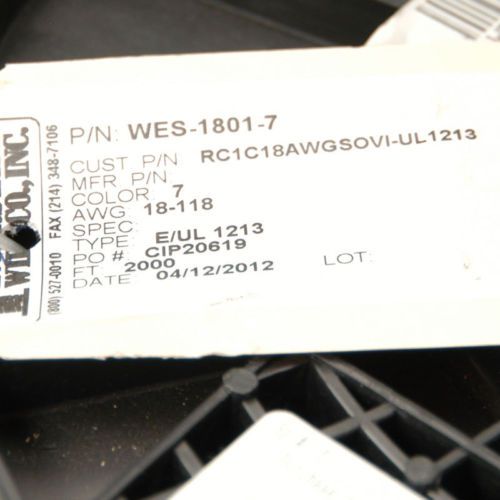 P/N: WES-1801-7
CUST P/N RC1C18AWGSOVI-UL1213
MFR P/N:
COLOR 7
AWG 18-118
SPEC
TYPE E/UL 1213
PO #: CIP20619
FT 2000
DATE 04/12/2012
LOT:
CO., INC.
FAX (214) 348-7106
(800) 527-0010